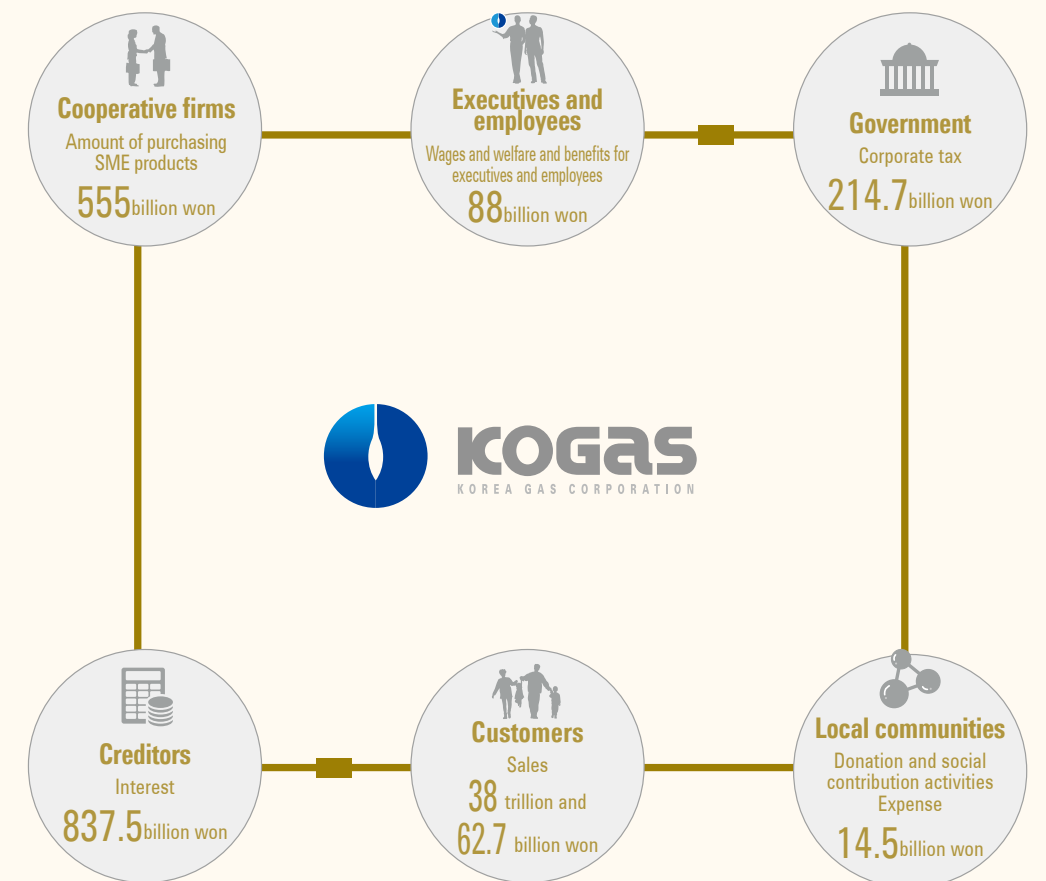 Cooperative firms
Amount of purchasing
SME products
555billion won
Executives and
employees
Wages and welfare and benefits for
executives and employees
88billion won
Government
Corporate tax
214.7billion won
KOGAS
KOREA GAS CORPORATION
Creditors
Interest
837.5billion won
Customers
Sales
38 trillion and
62.7 billion won
Local communities
Donation and social
contribution activities
Expense
14.5billion won